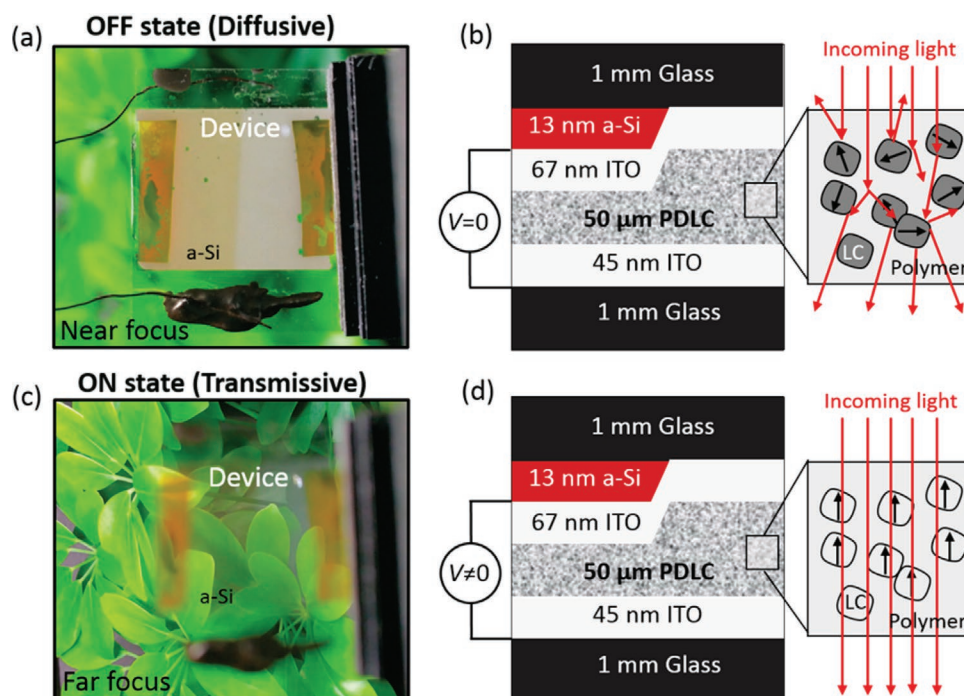 (a)
OFF state (Diffusive)
Device
a-Si
Near focus
(b)
Incoming light
1 mm Glass
13 nm a-Si
67 nm ITO
V=0
50 µm PDLC
LC
Polymer
45 nm ITO
1 mm Glass
(c)
ON state (Transmissive)
Device
a-Si
Far focus
(d)
Incoming light
1 mm Glass
13 nm a-Si
67 nm ITO
V≠0
50 µm PDLC
LC
Polymer
45 nm ITO
1 mm Glass